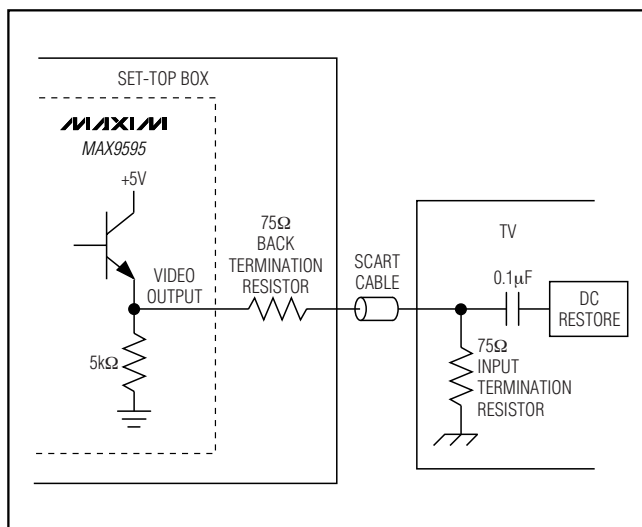 SET-TOP BOX
MAXIM
MAX9595
+5V
VIDEO
OUTPUT
5kΩ
75Ω
BACK
TERMINATION
RESISTOR
SCART
CABLE
TV
0.1μF
DC
RESTORE
75Ω
INPUT
TERMINATION
RESISTOR